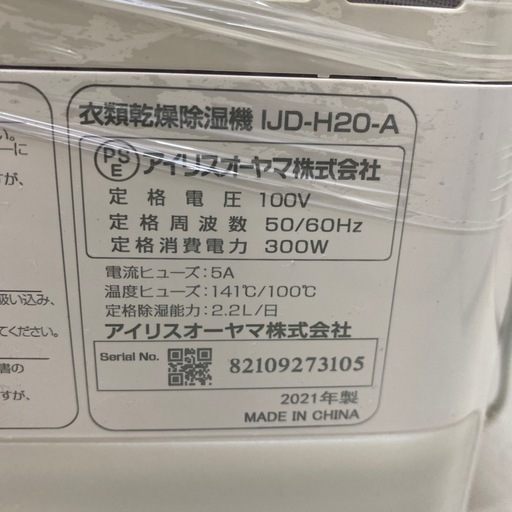 衣類乾燥除湿機 IJD-H20-A
PS
E
アイリスオーヤマ株式会社
定格電圧 100V
定格周波数 50/60Hz
定格消費電力 300W
電流ヒューズ:5A
温度ヒューズ:141℃/100℃
定格除湿能力:2.2L/日
アイリスオーヤマ株式会社
Serial No.
82109273105
2021年製
MADE IN CHINA
い。
ーに
すが、
吸い込み、
てください。
書の
すが、